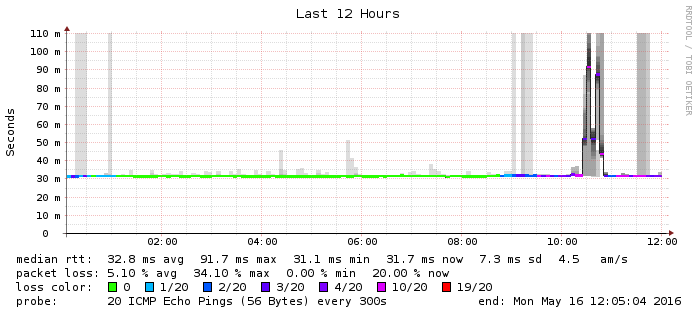 Last 12 Hours
RRDTOOL / TOBI OETIKER
Seconds
110 m
100 m
90 m
80 m
70 m
60 m
50 m
40 m
30 m
20 m
10 m
0
02:00 04:00 06:00 08:00 10:00 12:00
median rtt: 32.8 ms avg 91.7 ms max 31.1 ms min 31.7 ms now 7.3 ms sd 4.5 am/s
packet loss: 5.10 % avg 34.10 % max 0.00 % min 20.00 % now
loss color: 0 1/20 2/20 3/20 4/20 10/20 19/20
probe: 20 ICMP Echo Pings (56 Bytes) every 300s end: Mon May 16 12:05:04 2016